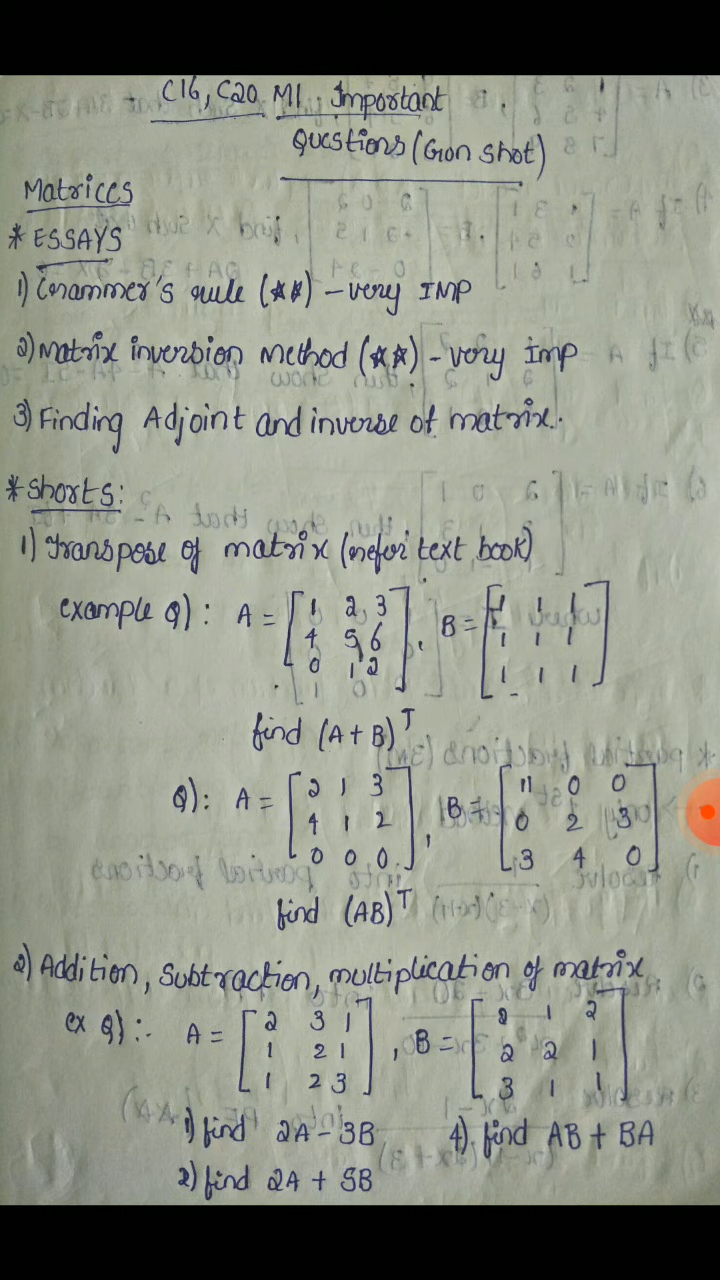 C16, C20 M1 Important
Questions (Gon shot)
Matrices
* ESSAYS
1) Crammer's rule (**) - very IMP
2) Matrix inversion Method (**) - very Imp
3) Finding Adjoint and inverse of matrix.
* Shorts:
1) Transpose of matrix (refer text book)
example Q): A = [1 2 3
4 5 6
0 1 2], B = [1 1 1
1 1 1
1 1 1]
find (A+B)^T
Q): A = [2 1 3
4 1 2
0 0 0], B = [11 0 0
0 2 3
3 4 0]
find (AB)^T
2) Addition, Subtraction, multiplication of matrix
ex Q):- A = [2 3 1
1 2 1
1 2 3], B = [2 1 2
2 2 1
3 1 1]
1) find 2A - 3B 4). find AB + BA
2) find 2A + 5B